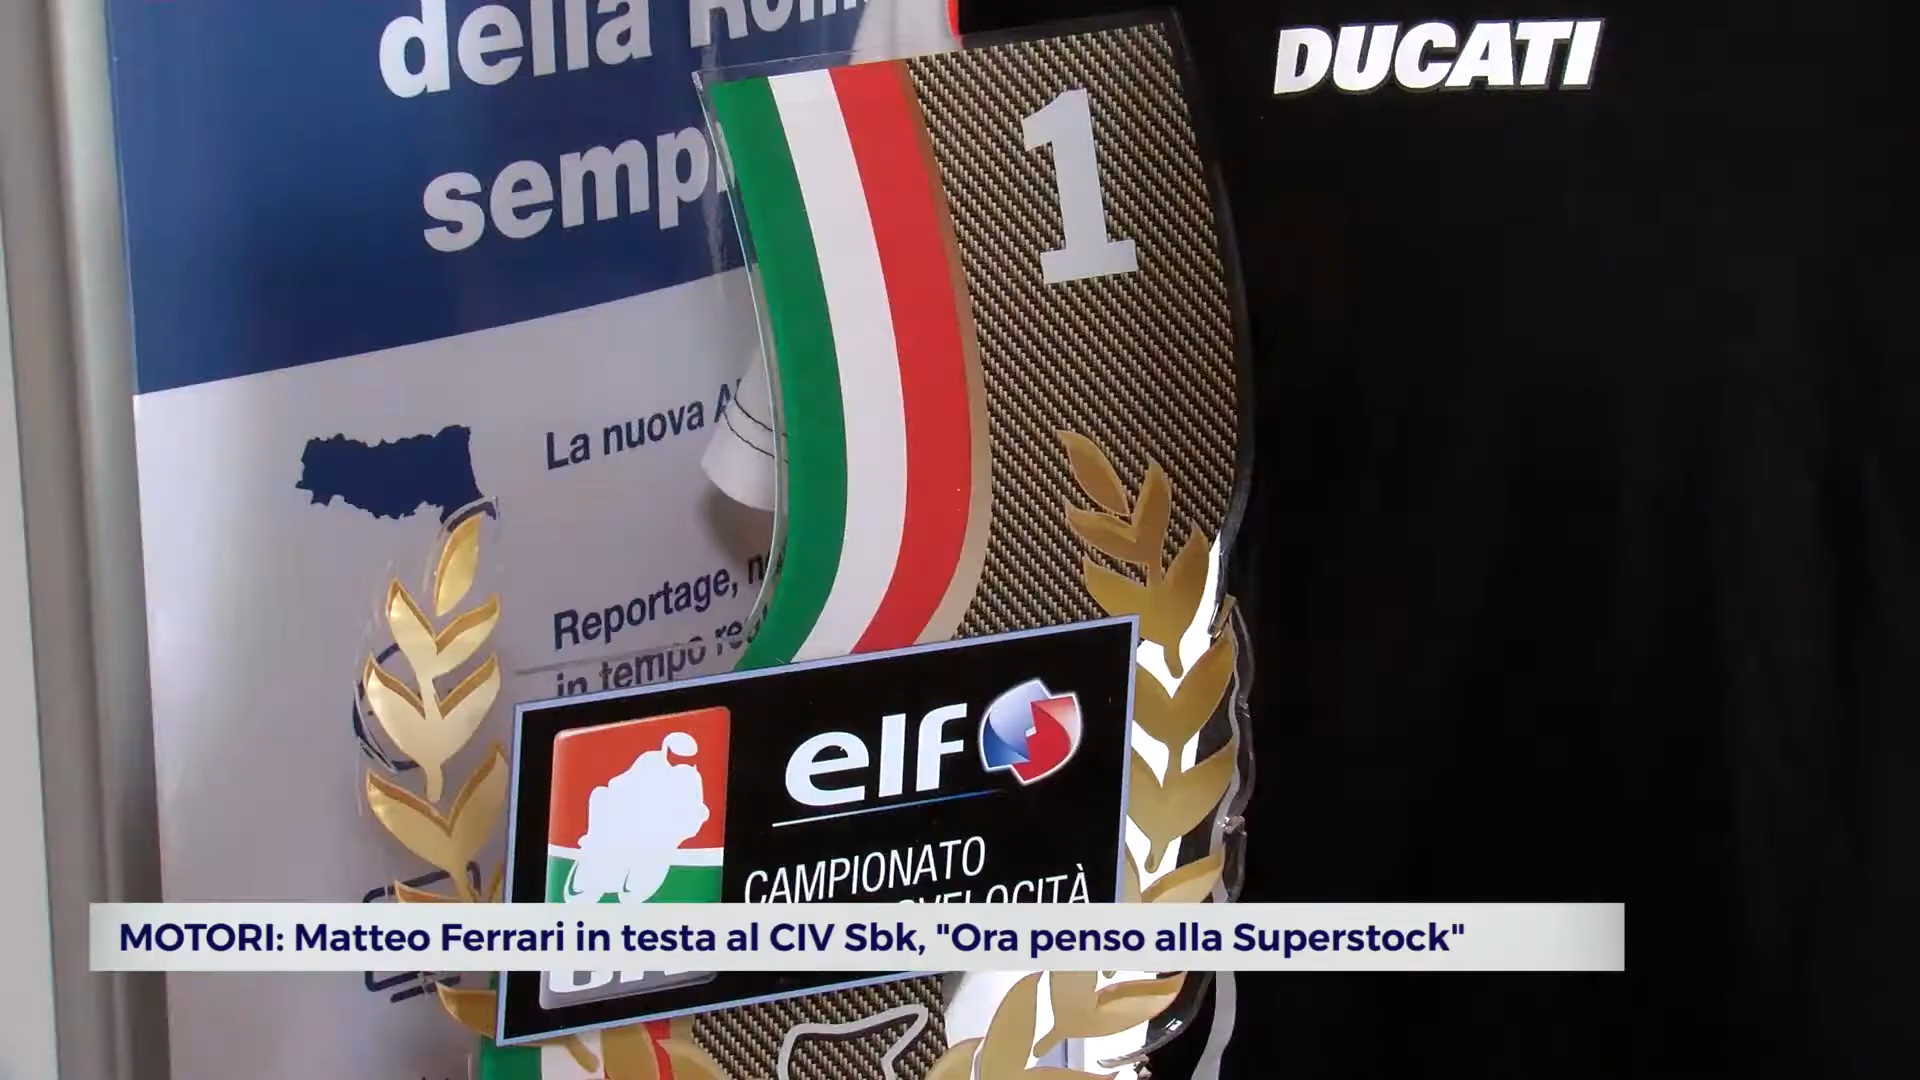 della
DUCATI
1
La nuova
Reportage,
in tempo
elf
CAMPIONATO
VELOCITÀ
MOTORI: Matteo Ferrari in testa al CIV Sbk, "Ora penso alla Superstock"